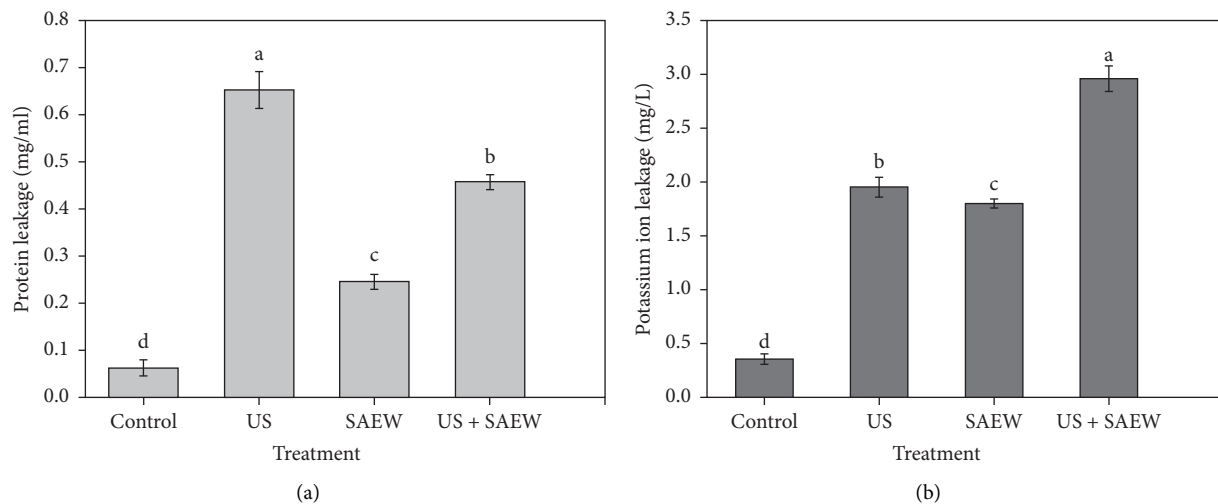 0.8
0.7
0.6
0.5
0.4
0.3
0.2
0.1
0.0
Protein leakage (mg/ml)
d
a
c
b
Control
US
SAEW
US + SAEW
Treatment
(a)
3.5
3.0
2.5
2.0
1.5
1.0
0.5
0.0
Potassium ion leakage (mg/L)
d
b
c
a
Control
US
SAEW
US + SAEW
Treatment
(b)